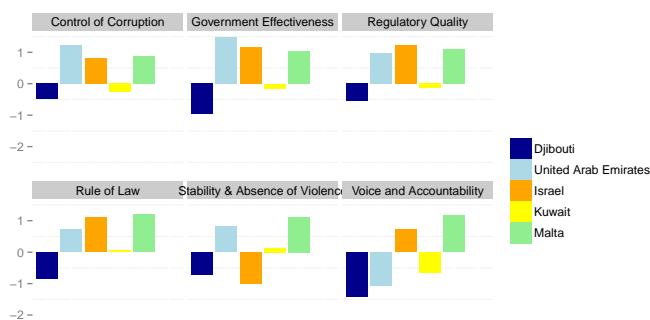 Control of Corruption
Government Effectiveness
Regulatory Quality
1
0
−1
−2
Rule of Law
Stability & Absence of Violence
Voice and Accountability
1
0
−1
−2
Djibouti
United Arab Emirates
Israel
Kuwait
Malta